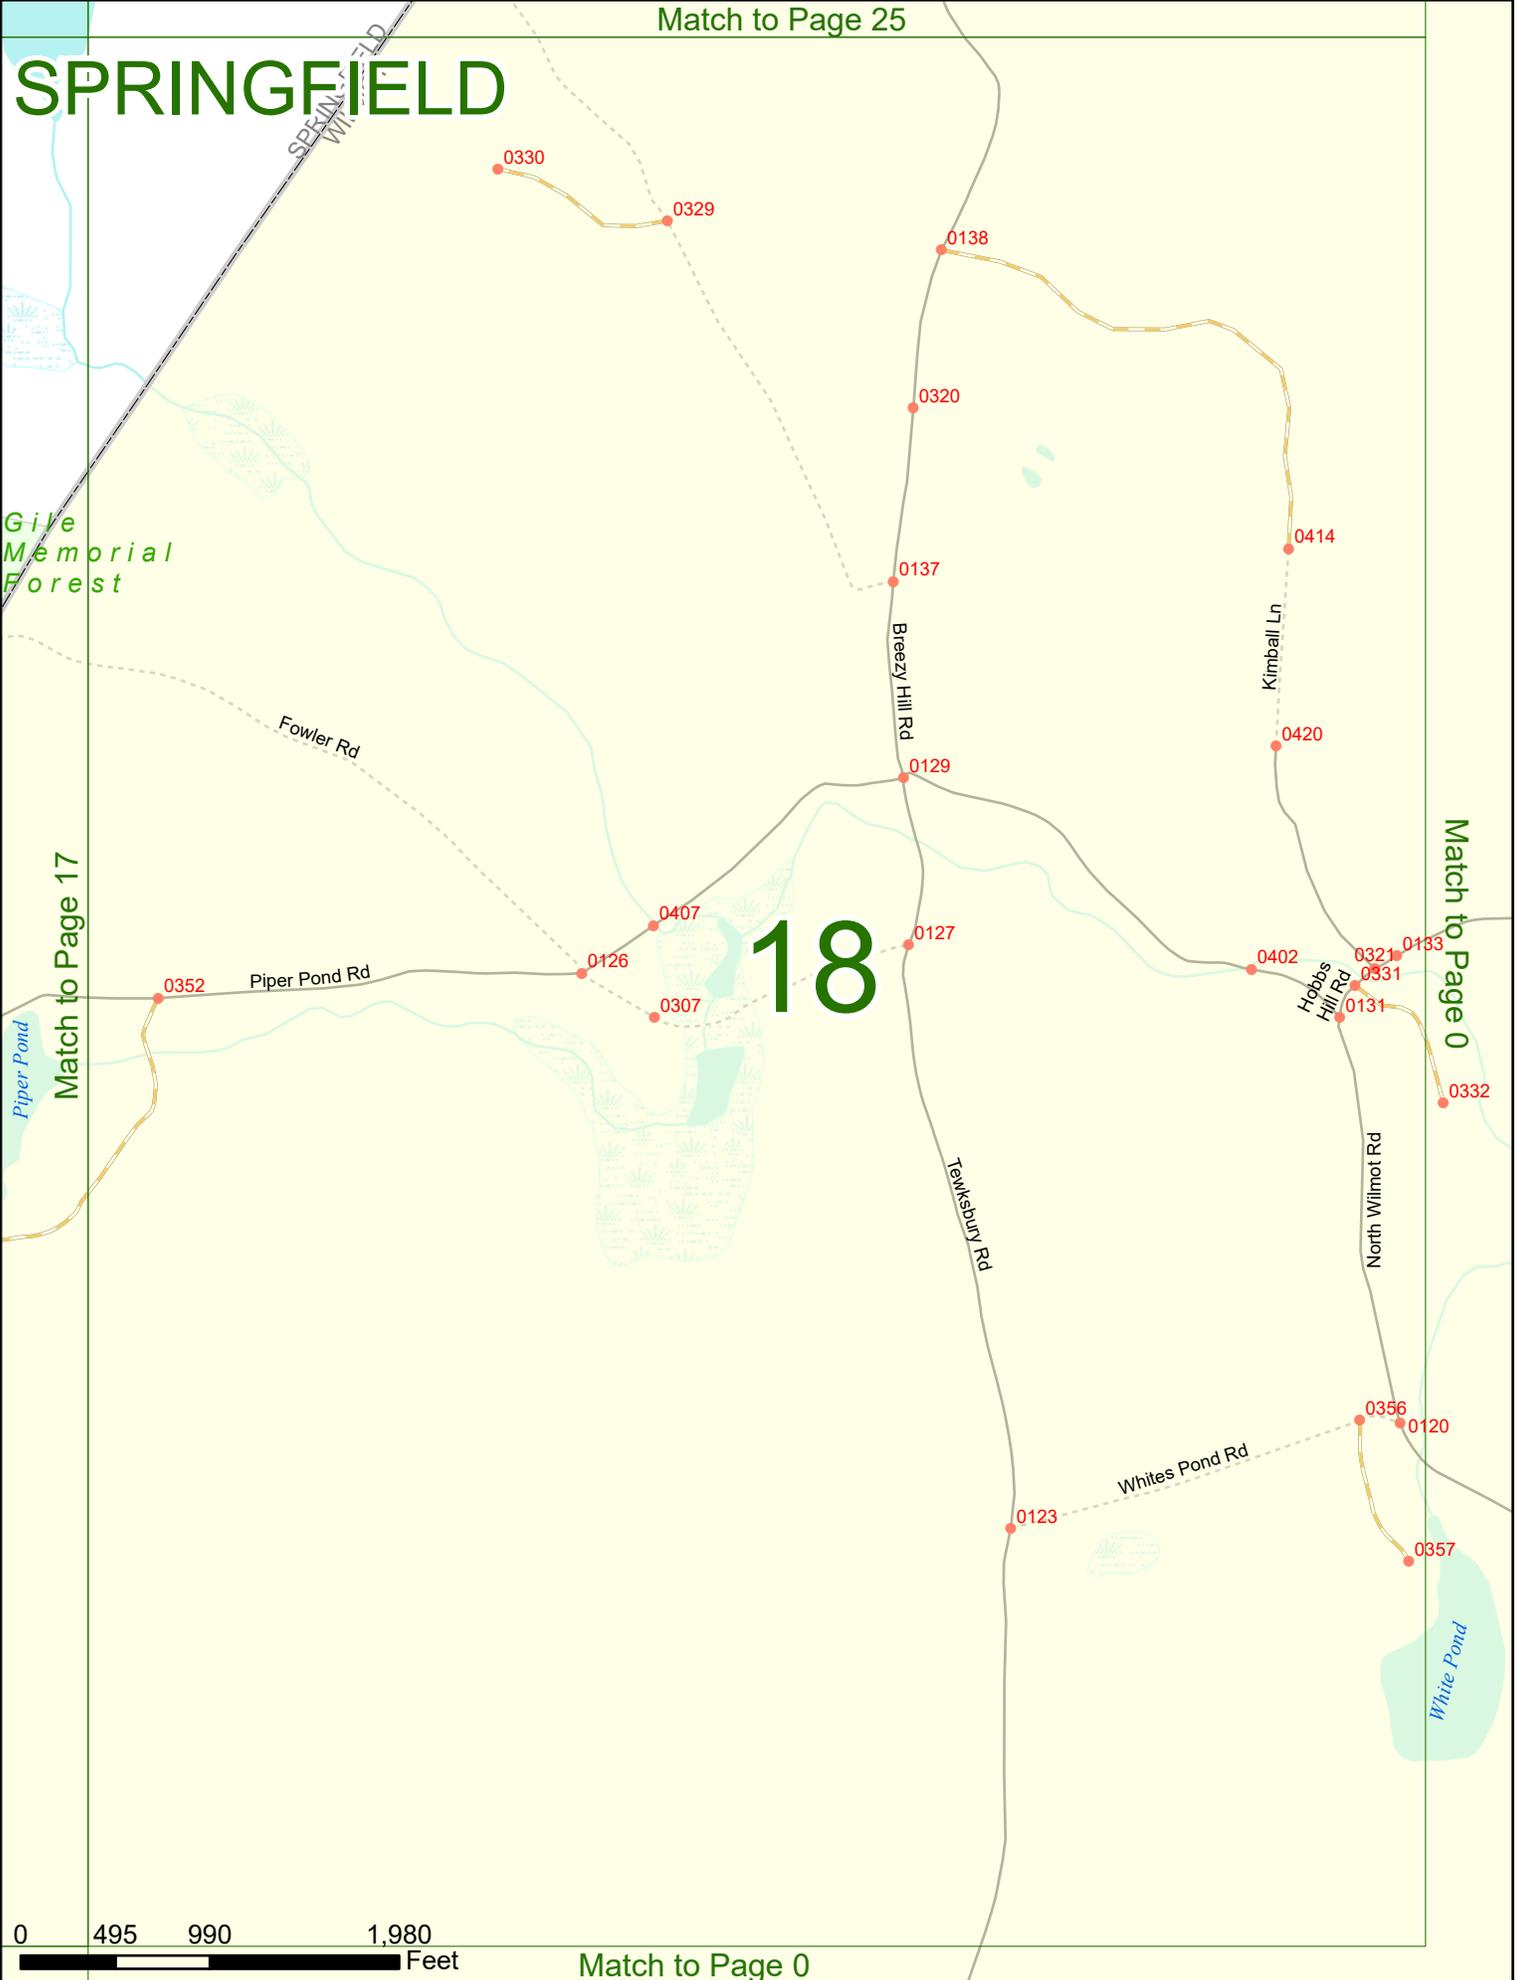 Match to Page 25
SPRINGFIELD
SPRINGFIELD
0330
0329
0138
0320
0414
Gile
Memorial
Forest
0137
Breezy Hill Rd
Kimball Ln
Fowler Rd
0420
0129
Match to Page 17
Match to Page 0
0407
18
0127
0133
0126
0402
0321
0352
Piper Pond Rd
0331
Hobbs
Hill Rd
0307
0131
Piper Pond
0332
Tewksbury Rd
North Wilmot Rd
0356
0120
Whites Pond Rd
0123
0357
White Pond
0 495 990 1,980
Feet
Match to Page 0